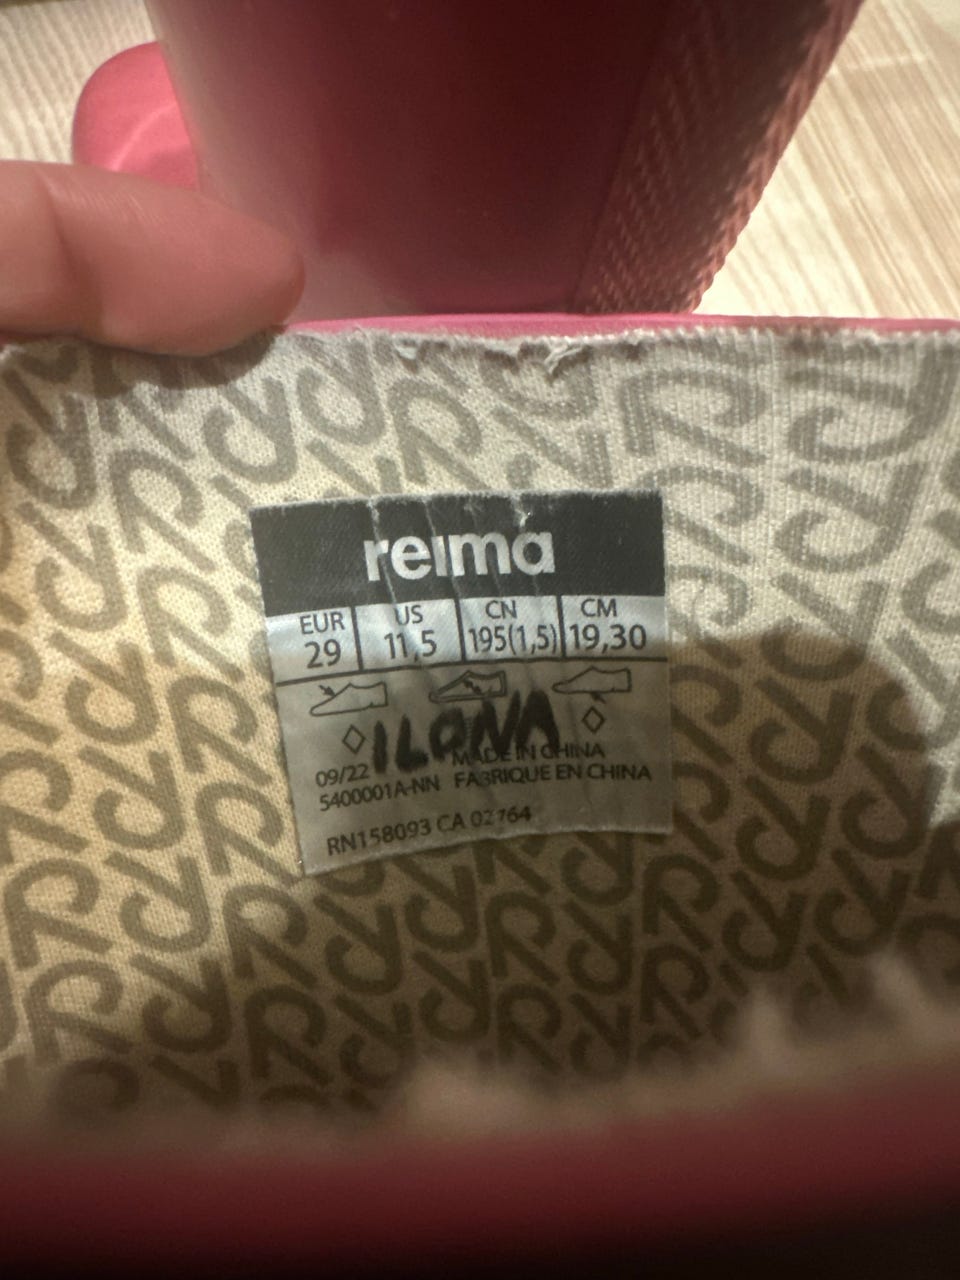 reima
EUR US CN CM
29 11,5 195(1,5) 19,30
ILONA
MADE IN CHINA
09/22 FABRIQUE EN CHINA
5400001A-NN
RN158093 CA 02764